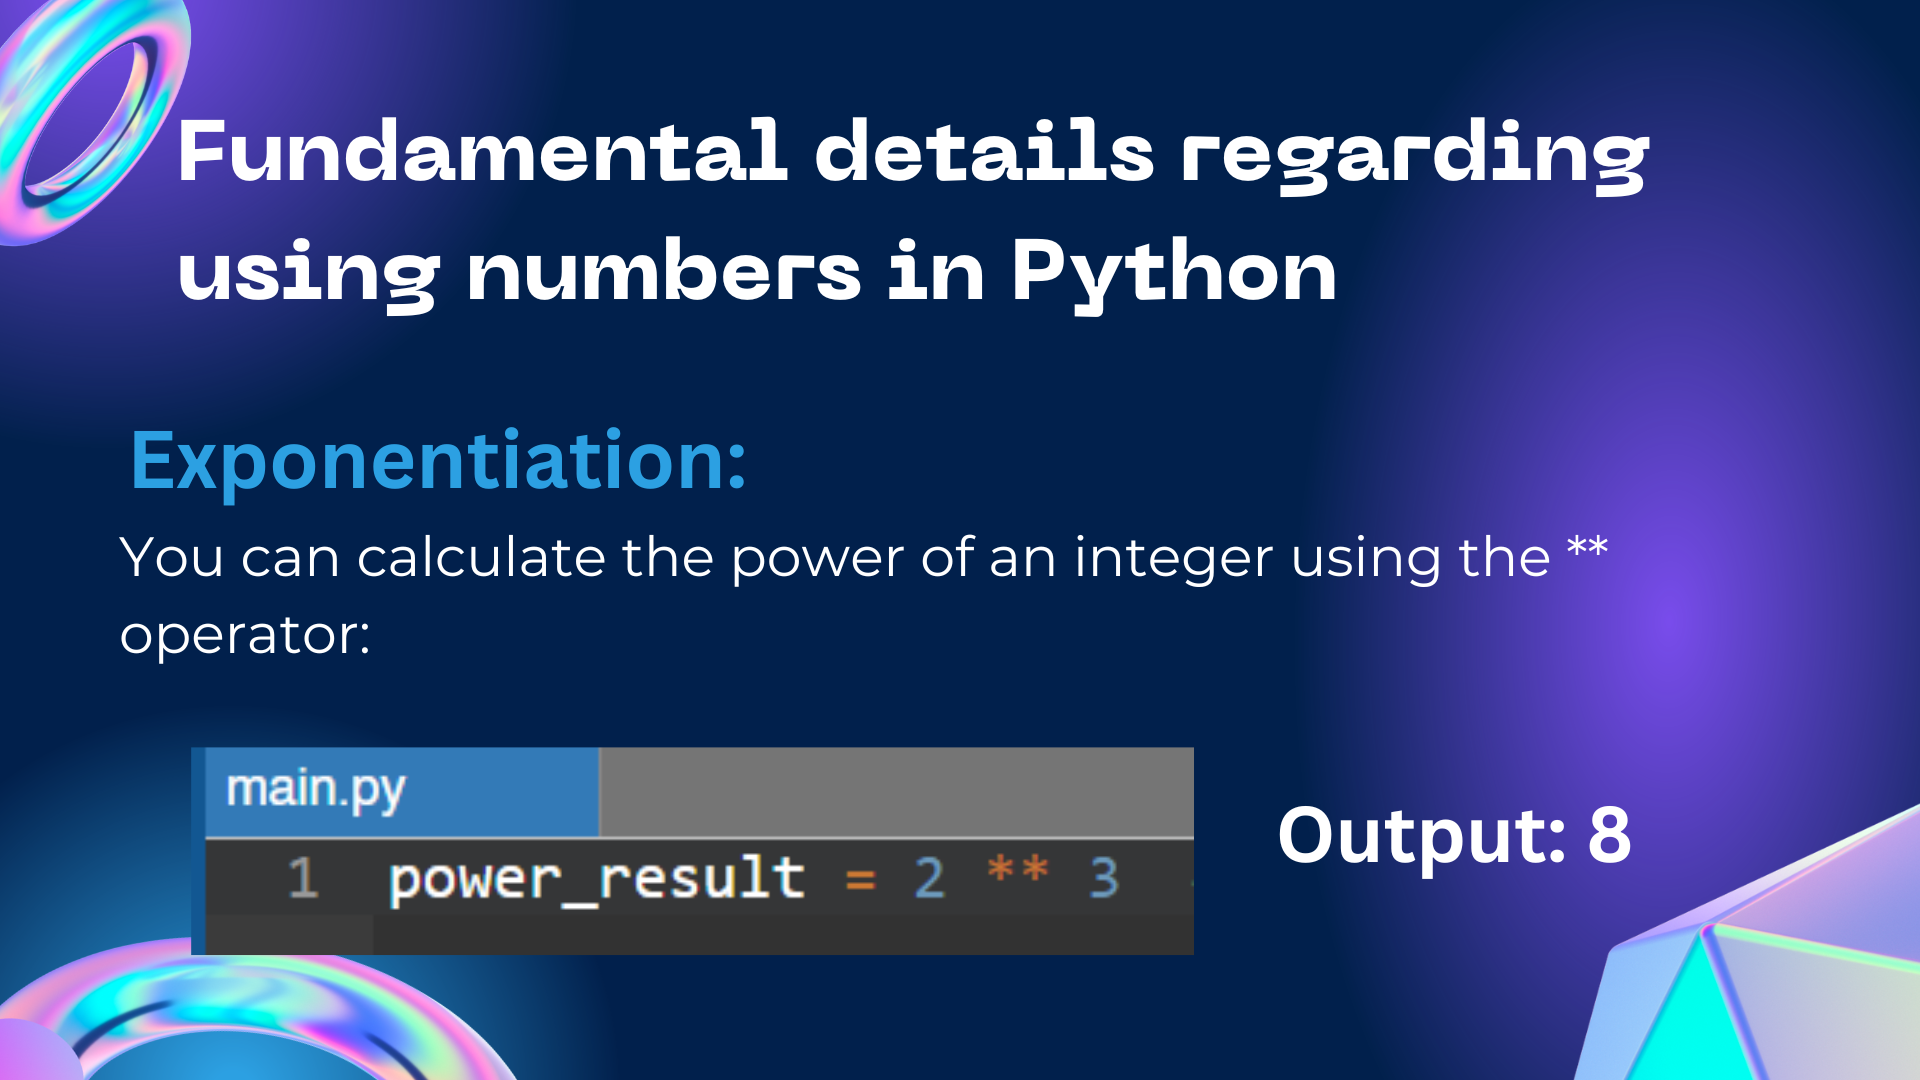 Fundamental details regarding
using numbers in Python
Exponentiation:
You can calculate the power of an integer using the **
operator:
main.py
1 power_result = 2 ** 3
Output: 8